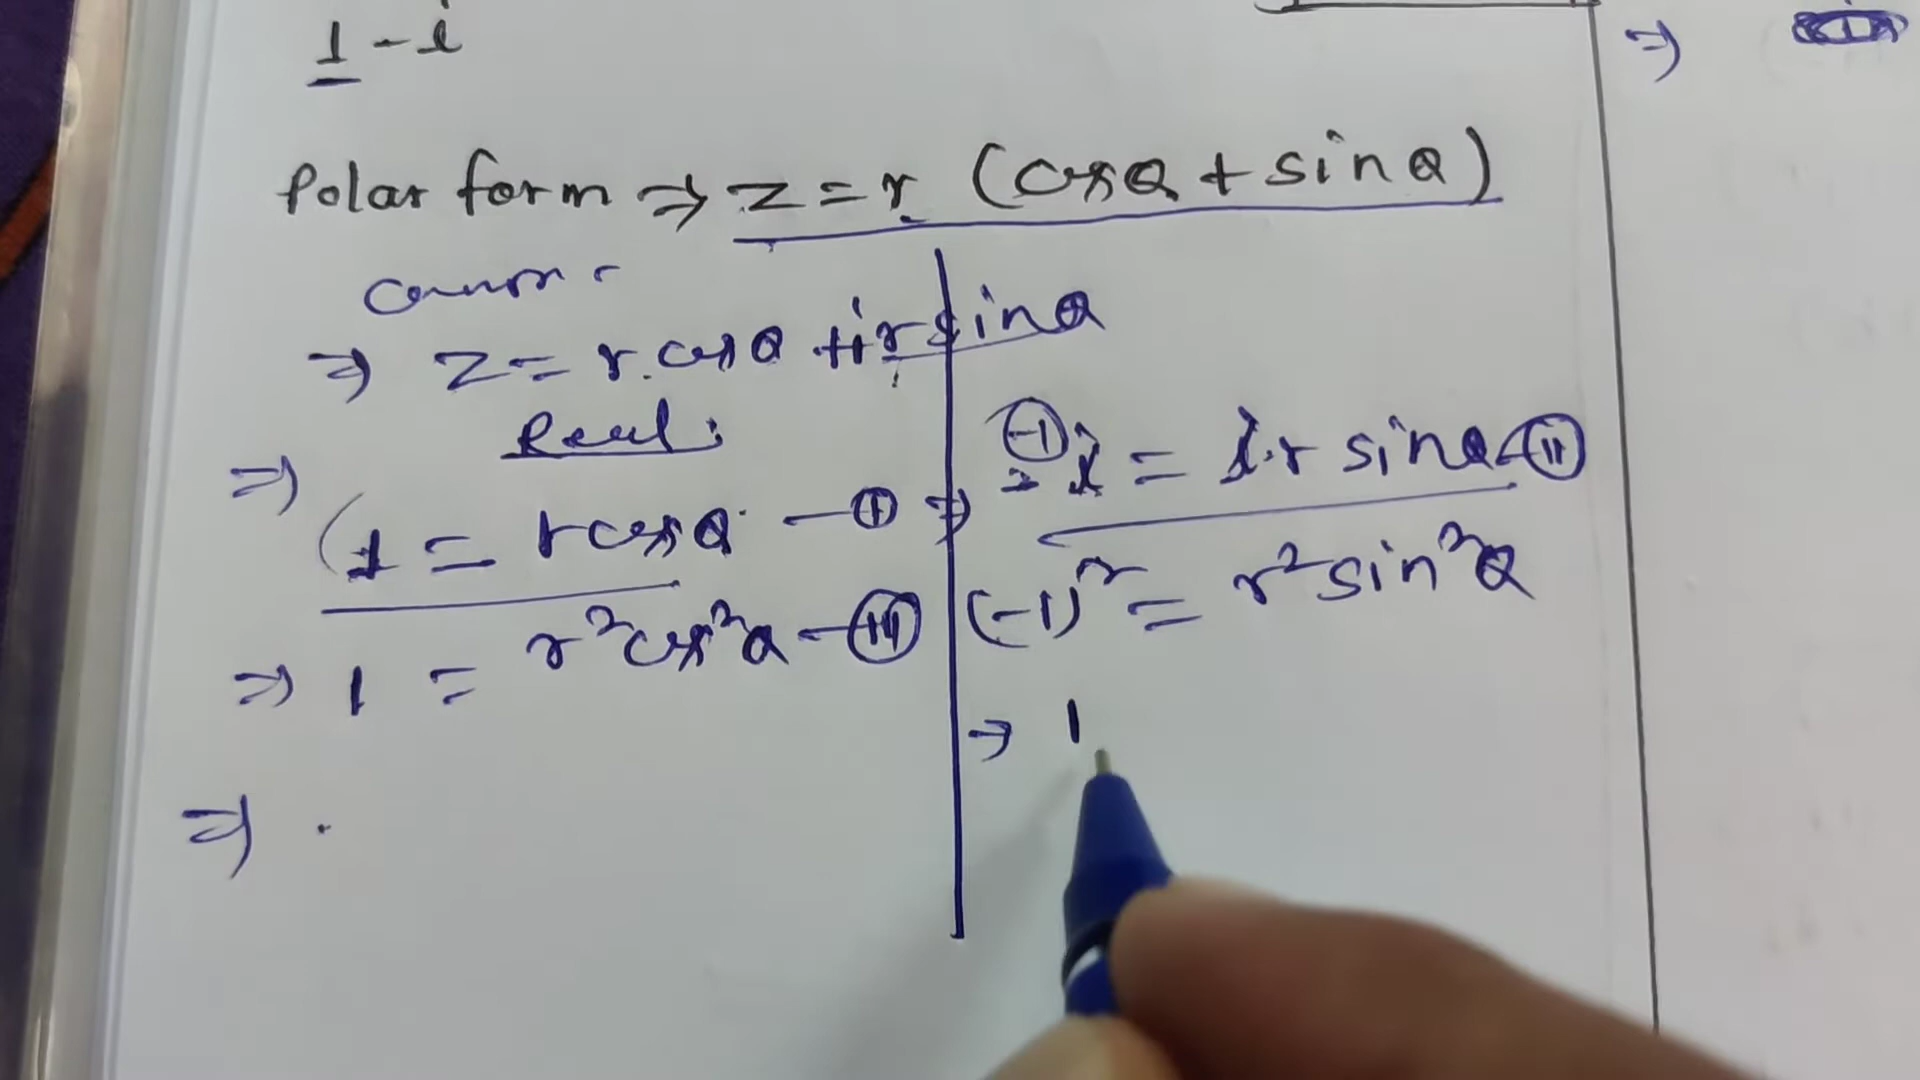 1 - i
⇒
Polar form ⇒ z = r (cosθ + sinθ)
⇒ z = r.cosθ + ir sinθ
Real:
⇒
(1 = rcosθ — (I)
⇒ 1 = r²cos²θ — (III)
⇒ .
⇒ (-1) -i = i.r sinθ — (II)
(-1)² = r²sin²θ
→ 1